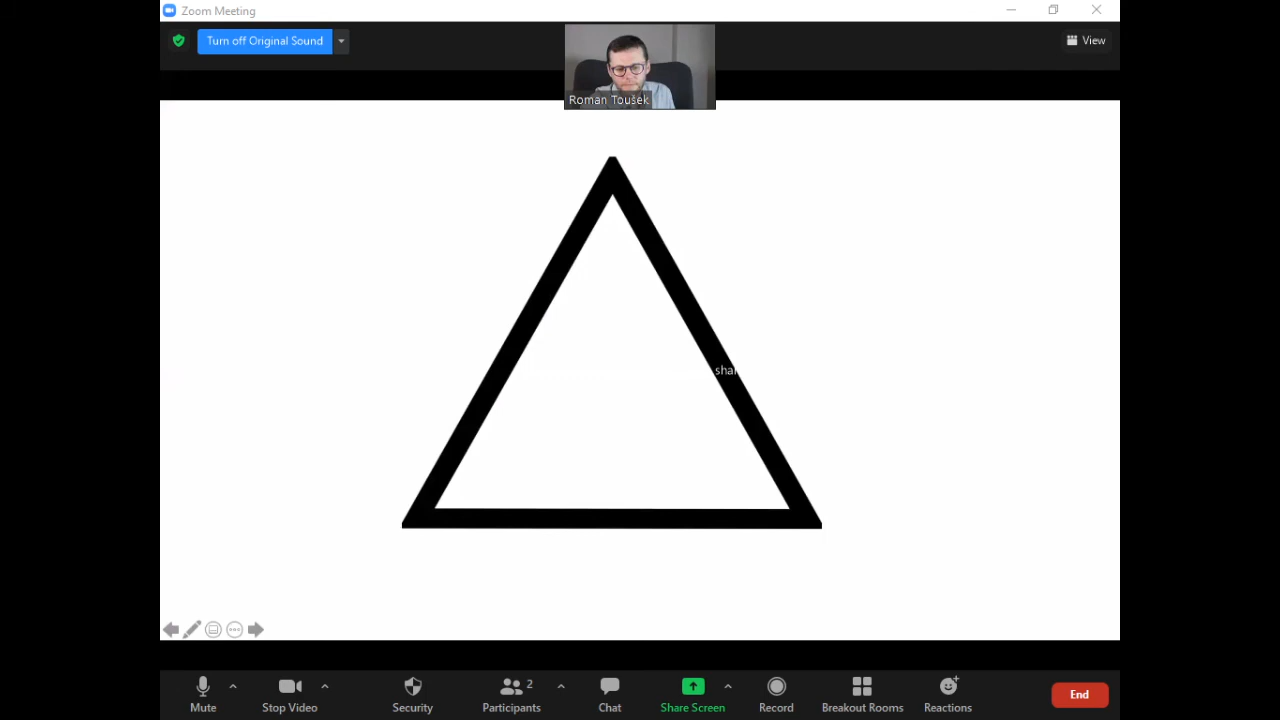 Zoom Meeting
Turn off Original Sound
View
Roman Toušek
Mute
Stop Video
Security
Participants
2
Chat
Share Screen
Record
Breakout Rooms
Reactions
End